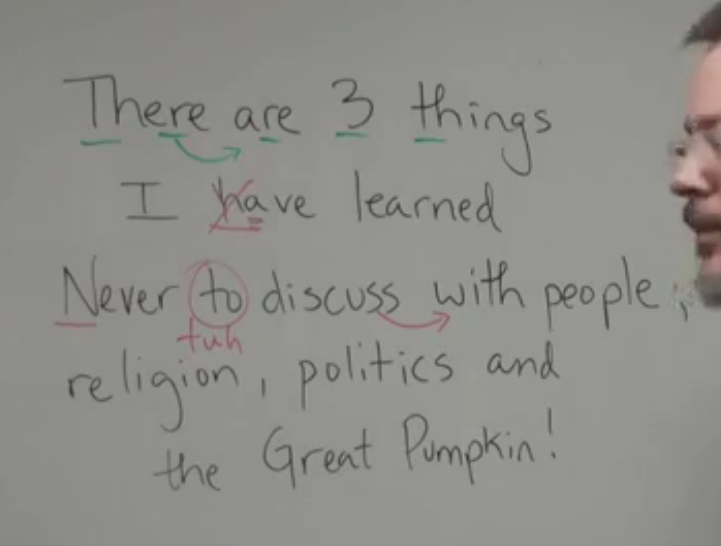 There are 3 things
I have learned
Never to discuss with people,
tuh
religion, politics and
the Great Pumpkin!